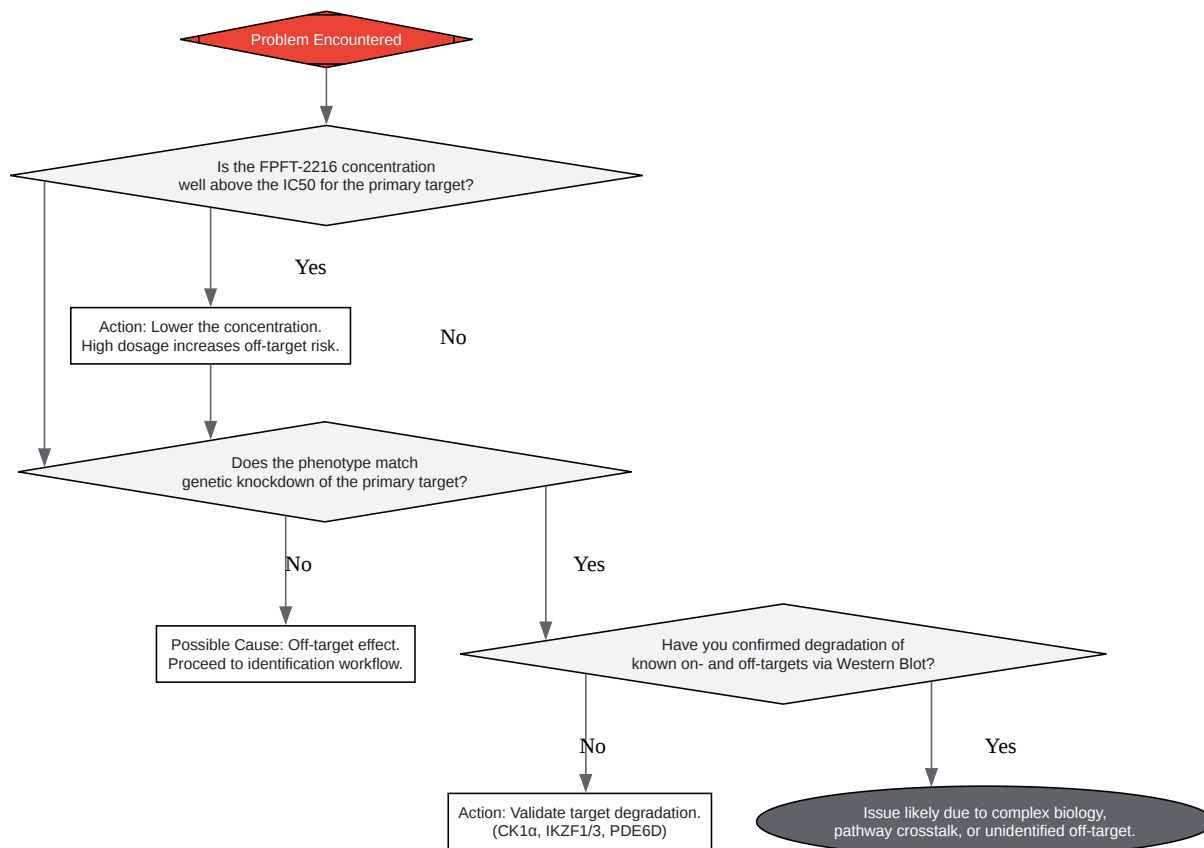 Problem Encountered
Is the FPFT-2216 concentration
well above the IC50 for the primary target?
Yes
Action: Lower the concentration.
High dosage increases off-target risk.
No
Does the phenotype match
genetic knockdown of the primary target?
No
Yes
Possible Cause: Off-target effect.
Proceed to identification workflow.
Have you confirmed degradation of
known on- and off-targets via Western Blot?
No
Yes
Action: Validate target degradation.
(CK1α, IKZF1/3, PDE6D)
Issue likely due to complex biology,
pathway crosstalk, or unidentified off-target.